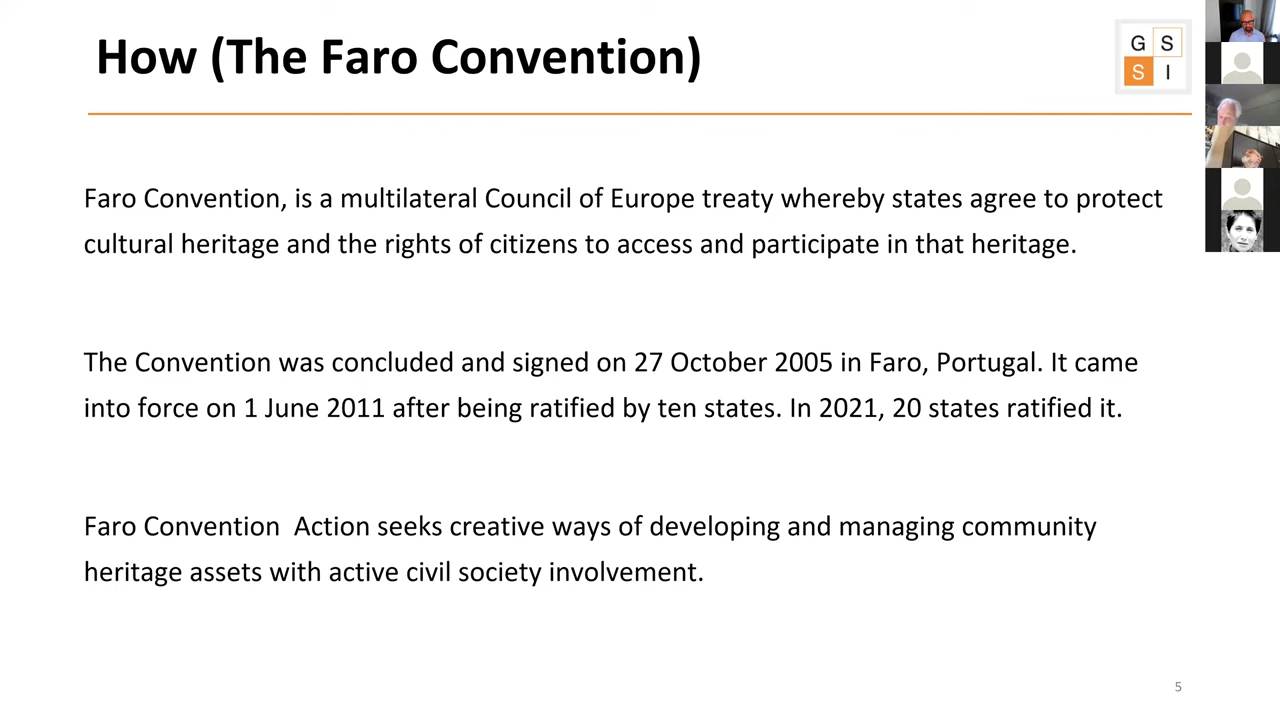 How (The Faro Convention)
G S
S I
Faro Convention, is a multilateral Council of Europe treaty whereby states agree to protect
cultural heritage and the rights of citizens to access and participate in that heritage.
The Convention was concluded and signed on 27 October 2005 in Faro, Portugal. It came
into force on 1 June 2011 after being ratified by ten states. In 2021, 20 states ratified it.
Faro Convention  Action seeks creative ways of developing and managing community
heritage assets with active civil society involvement.
5